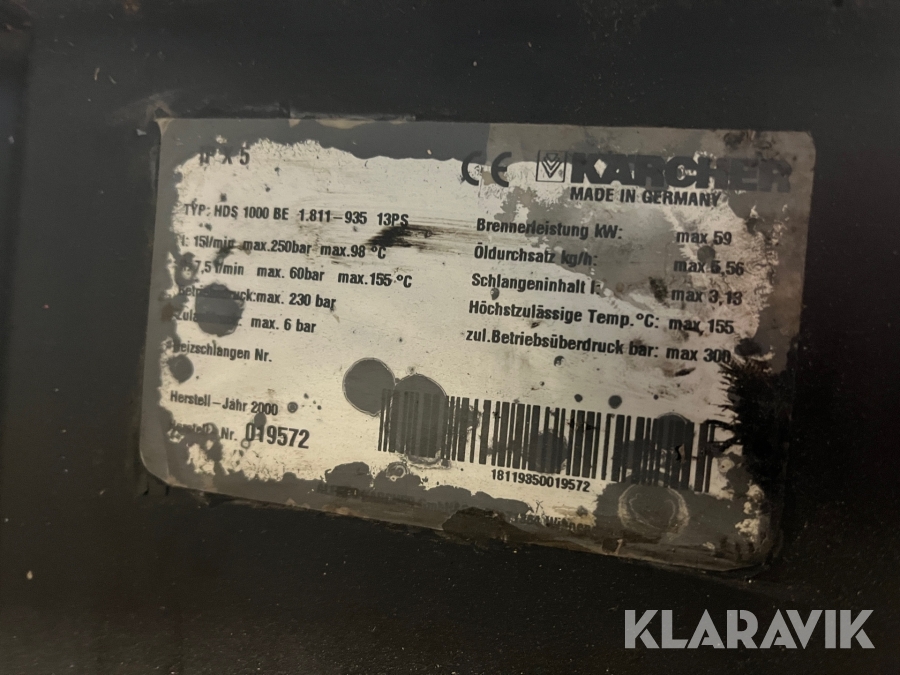 X 5
CE KARCHER
MADE IN GERMANY
TYP: HDS 1000 BE 1.811-935 13PS
15l/min max.250bar max.98 °C
7,5 l/min max. 60bar max.155 °C
max. 230 bar
max. 6 bar
Heizschlangen Nr.
Herstell-Jahr 2000
Nr. 019572
Brennerleistung kW: max 59
Öldurchsatz kg/h: max 5,56
Schlangeninhalt l: max 3,13
Höchstzulässige Temp.°C: max 155
zul.Betriebsüberdruck bar: max 300
18119350019572
KLARAVIK